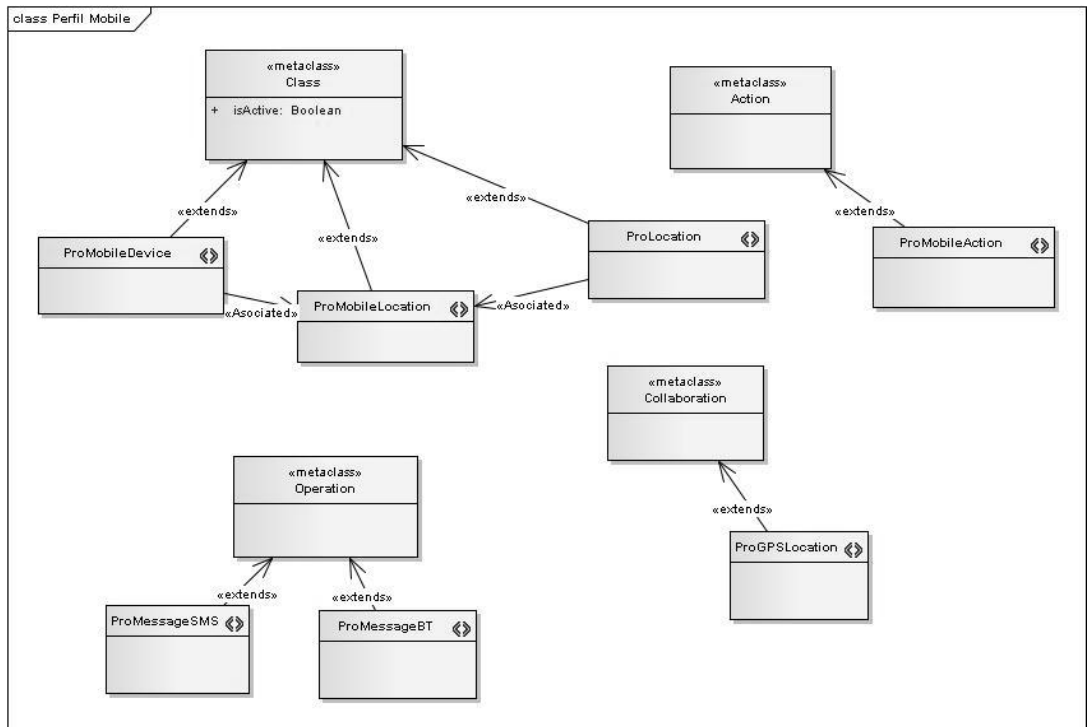 class Perfil Mobile
«metaclass»
Class
+ isActive: Boolean
«metaclass»
Action
«extends»
«extends»
«extends»
«extends»
ProMobileDevice
ProMobileLocation
ProLocation
ProMobileAction
«Asociated»
«Asociated»
«metaclass»
Collaboration
«metaclass»
Operation
«extends»
ProGPSLocation
«extends»
«extends»
ProMessageSMS
ProMessageBT